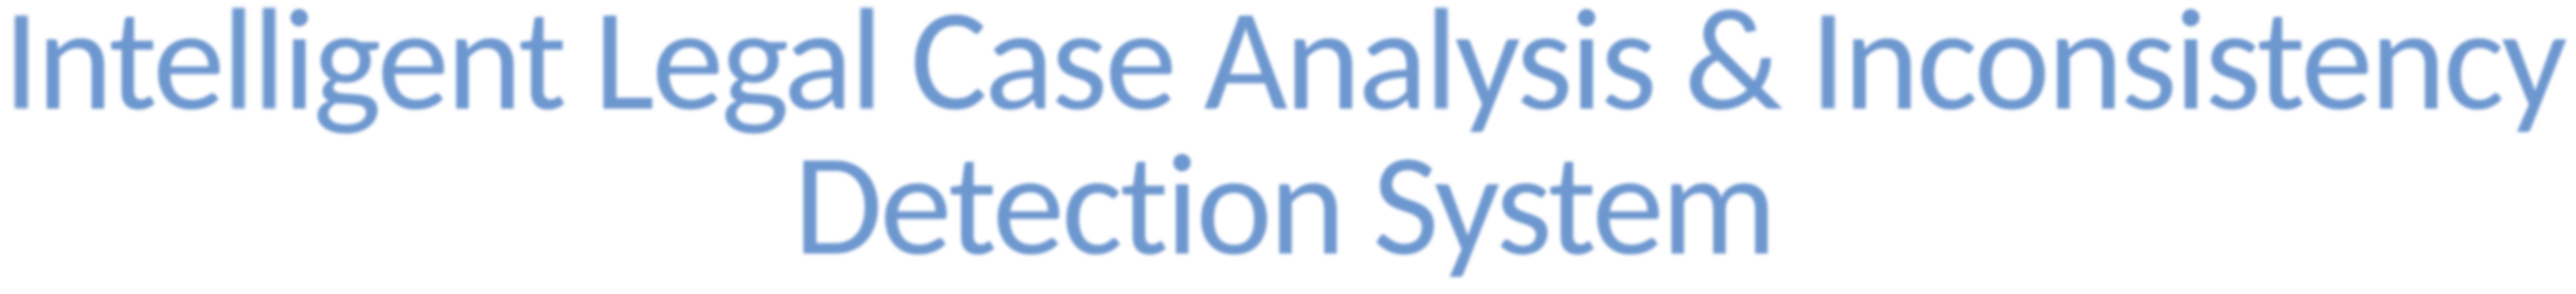 Intelligent Legal Case Analysis & Inconsistency
Detection System